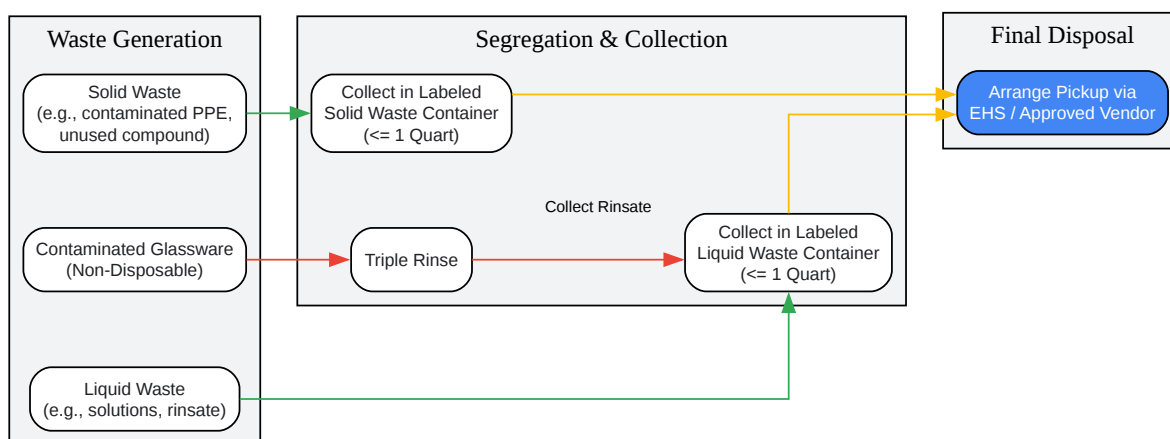 Waste Generation
Solid Waste
(e.g., contaminated PPE,
unused compound)
Contaminated Glassware
(Non-Disposable)
Liquid Waste
(e.g., solutions, rinsate)
Segregation & Collection
Collect in Labeled
Solid Waste Container
(<= 1 Quart)
Triple Rinse
Collect Rinsate
Collect in Labeled
Liquid Waste Container
(<= 1 Quart)
Final Disposal
Arrange Pickup via
EHS / Approved Vendor